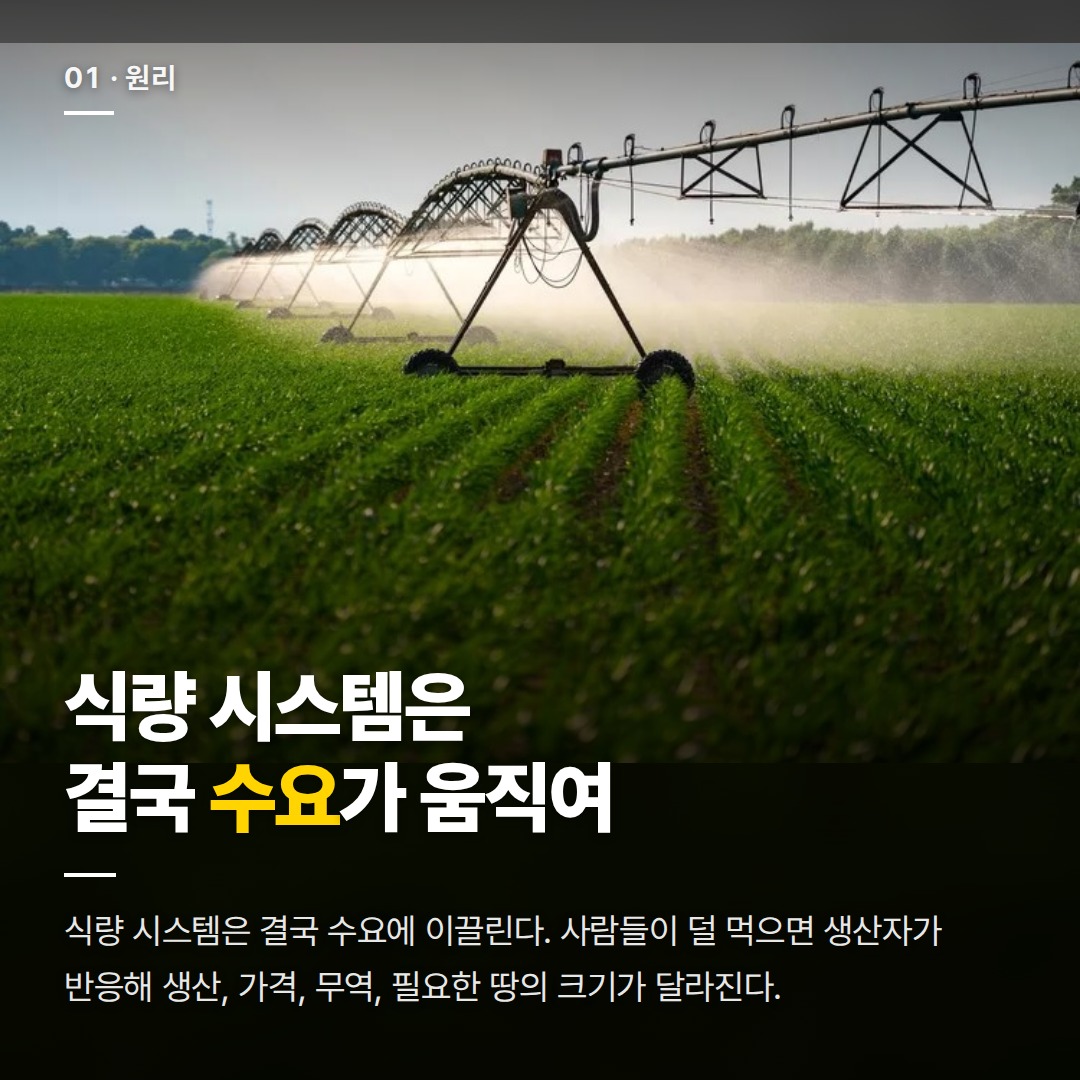 01 · 원리
식량 시스템은
결국 수요가 움직여
식량 시스템은 결국 수요에 이끌린다. 사람들이 덜 먹으면 생산자가
반응해 생산, 가격, 무역, 필요한 땅의 크기가 달라진다.